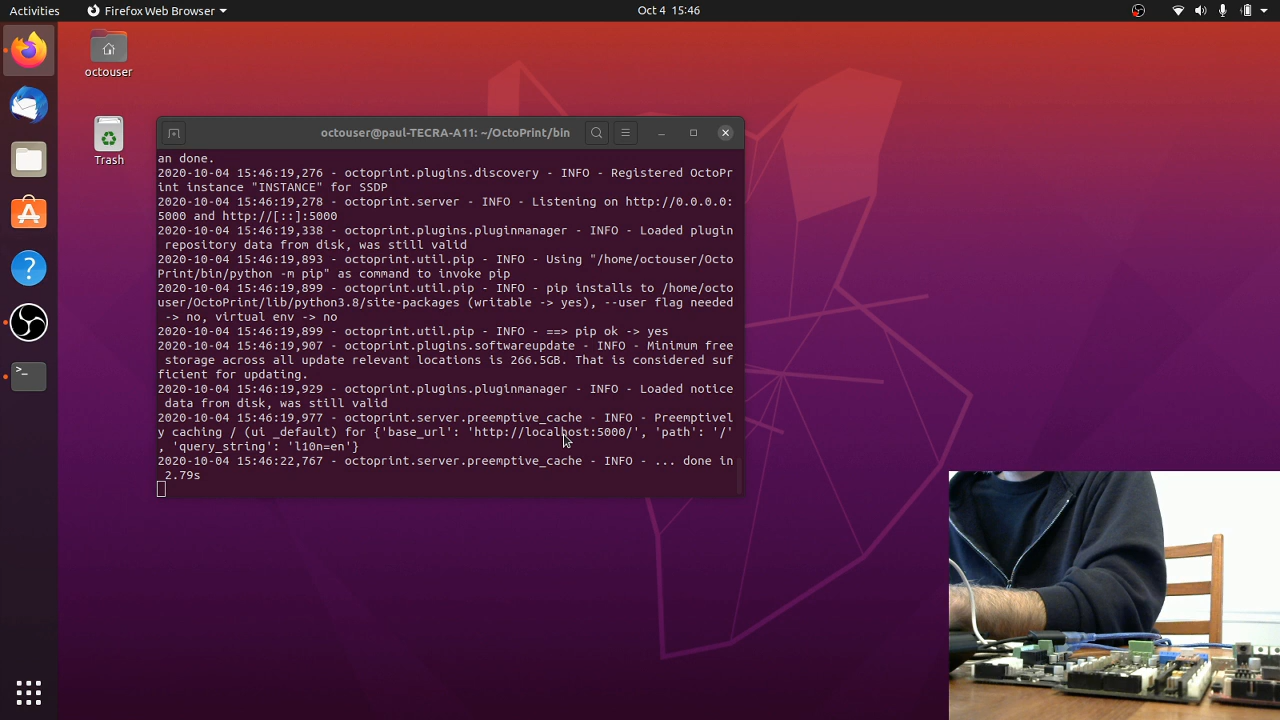 Activities
Firefox Web Browser
Oct 4 15:46
octouser
Trash
octouser@paul-TECRA-A11: ~/OctoPrint/bin
an done.
2020-10-04 15:46:19,276 - octoprint.plugins.discovery - INFO - Registered OctoPr
int instance "INSTANCE" for SSDP
2020-10-04 15:46:19,278 - octoprint.server - INFO - Listening on http://0.0.0.0:
5000 and http://[::]:5000
2020-10-04 15:46:19,338 - octoprint.plugins.pluginmanager - INFO - Loaded plugin
 repository data from disk, was still valid
2020-10-04 15:46:19,893 - octoprint.util.pip - INFO - Using "/home/octouser/Octo
Print/bin/python -m pip" as command to invoke pip
2020-10-04 15:46:19,899 - octoprint.util.pip - INFO - pip installs to /home/octo
user/OctoPrint/lib/python3.8/site-packages (writable -> yes), --user flag needed
 -> no, virtual env -> no
2020-10-04 15:46:19,899 - octoprint.util.pip - INFO - ==> pip ok -> yes
2020-10-04 15:46:19,907 - octoprint.plugins.softwareupdate - INFO - Minimum free
 storage across all update relevant locations is 266.5GB. That is considered suf
ficient for updating.
2020-10-04 15:46:19,929 - octoprint.plugins.pluginmanager - INFO - Loaded notice
 data from disk, was still valid
2020-10-04 15:46:19,977 - octoprint.server.preemptive_cache - INFO - Preemptivel
y caching / (ui _default) for {'base_url': 'http://localhost:5000/', 'path': '/'
, 'query_string': 'l10n=en'}
2020-10-04 15:46:22,767 - octoprint.server.preemptive_cache - INFO - ... done in
 2.79s